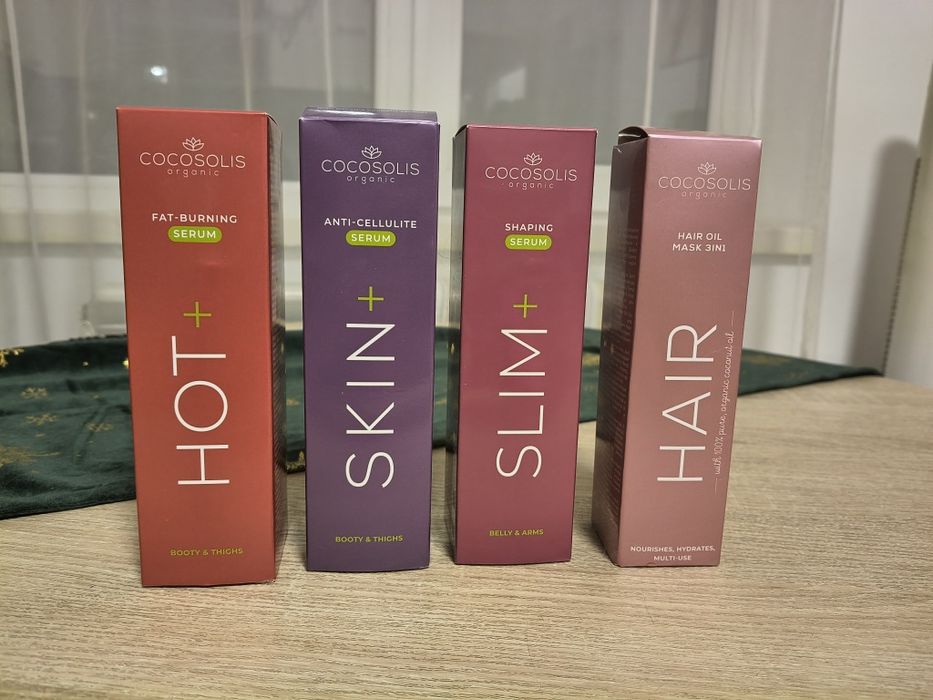 COCOSOLIS
organic
FAT-BURNING
SERUM
HOT+
BOOTY & THIGHS
COCOSOLIS
organic
ANTI-CELLULITE
SERUM
SKIN+
BOOTY & THIGHS
COCOSOLIS
organic
SHAPING
SERUM
SLIM+
BELLY & ARMS
COCOSOLIS
organic
HAIR OIL
MASK 3IN1
HAIR
with 100% pure, organic coconut oil
NOURISHES, HYDRATES,
MULTI-USE